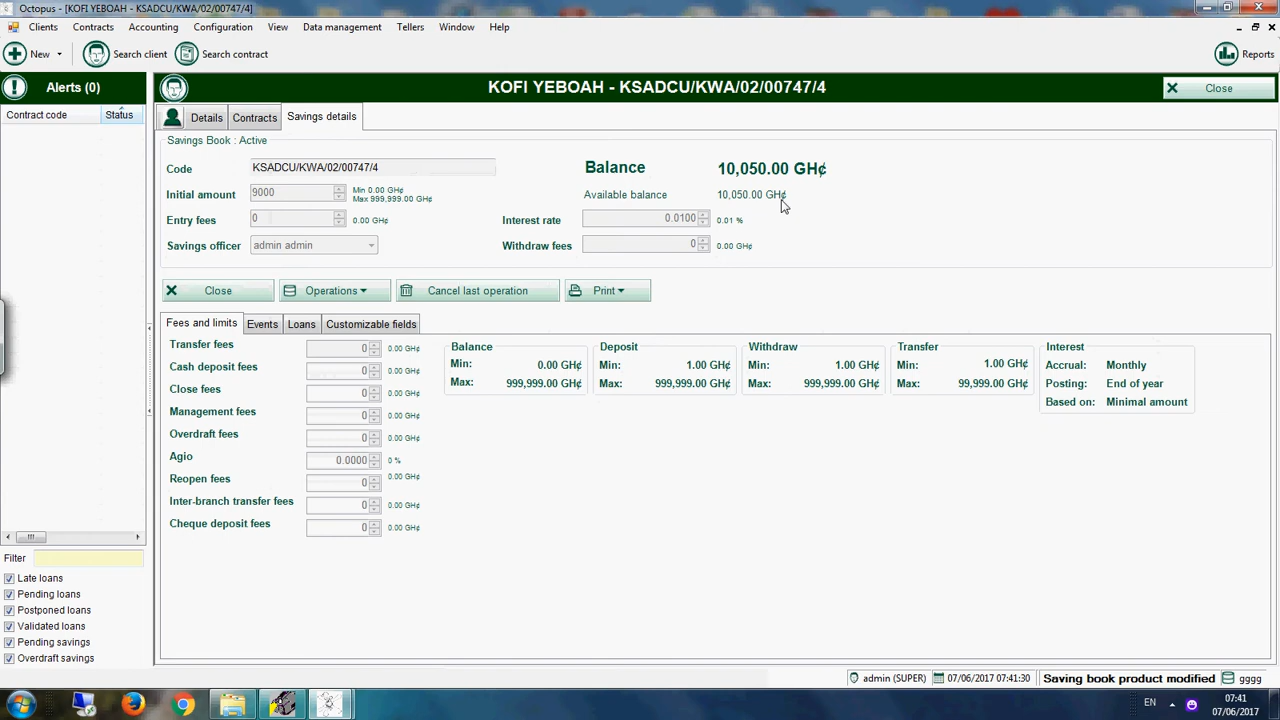 Octopus - [KOFI YEBOAH - KSADCU/KWA/02/00747/4]
Clients Contracts Accounting Configuration View Data management Tellers Window Help
New Search client Search contract Reports
Alerts (0)
KOFI YEBOAH - KSADCU/KWA/02/00747/4
Close
Contract code Status
Details Contracts Savings details
Savings Book : Active
Code KSADCU/KWA/02/00747/4 Balance 10,050.00 GH¢
Initial amount 9000 Min 0.00 GH¢ Max 999,999.00 GH¢ Available balance 10,050.00 GH¢
Entry fees 0 0.00 GH¢ Interest rate 0.0100 0.01 %
Savings officer admin admin Withdraw fees 0 0.00 GH¢
Close Operations Cancel last operation Print
Fees and limits Events Loans Customizable fields
Transfer fees 0 0.00 GH¢
Cash deposit fees 0 0.00 GH¢
Close fees 0 0.00 GH¢
Management fees 0 0.00 GH¢
Overdraft fees 0 0.00 GH¢
Agio 0.0000 0 %
Reopen fees 0 0.00 GH¢
Inter-branch transfer fees 0 0.00 GH¢
Cheque deposit fees 0 0.00 GH¢
Balance
Min: 0.00 GH¢
Max: 999,999.00 GH¢
Deposit
Min: 1.00 GH¢
Max: 999,999.00 GH¢
Withdraw
Min: 1.00 GH¢
Max: 999,999.00 GH¢
Transfer
Min: 1.00 GH¢
Max: 99,999.00 GH¢
Interest
Accrual: Monthly
Posting: End of year
Based on: Minimal amount
Filter
Late loans
Pending loans
Postponed loans
Validated loans
Pending savings
Overdraft savings
admin (SUPER) 07/06/2017 07:41:30 Saving book product modified gggg
EN 07:41
07/06/2017